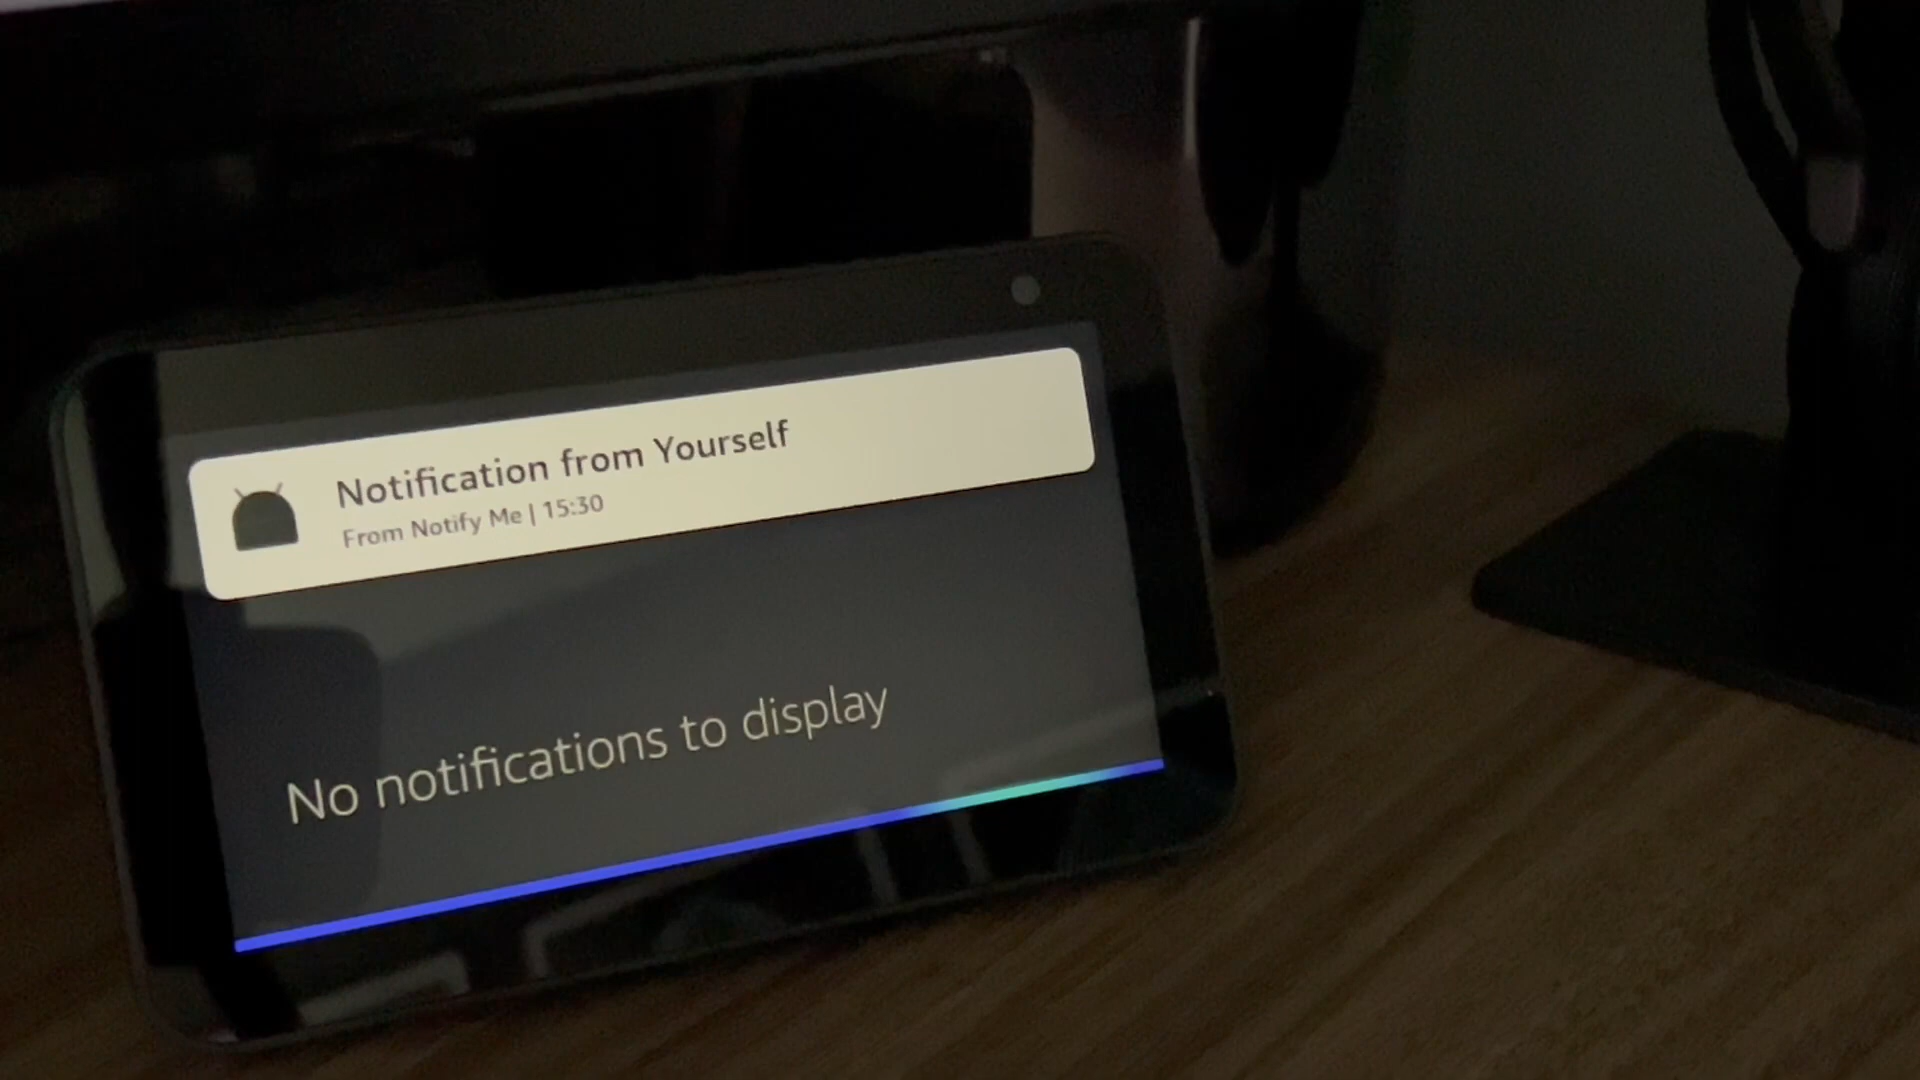 Notification from Yourself
From Notify Me | 15:30
No notifications to display